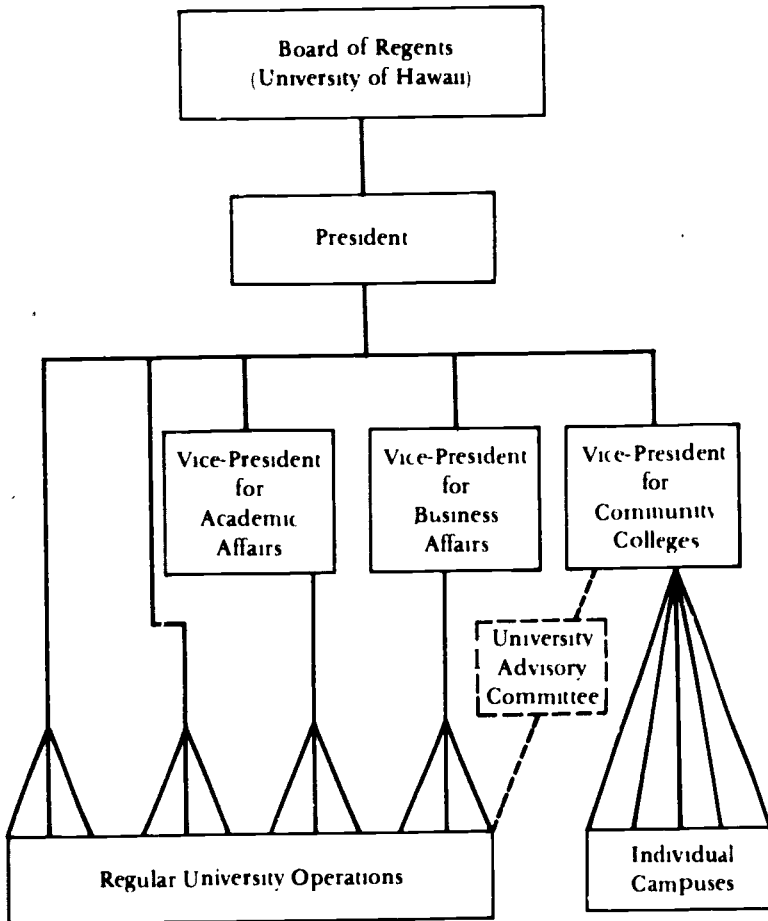 Board of Regents
(University of Hawaii)
President
Vice-President
for
Academic
Affairs
Vice-President
for
Business
Affairs
Vice-President
for
Community
Colleges
University
Advisory
Committee
Regular University Operations
Individual
Campuses